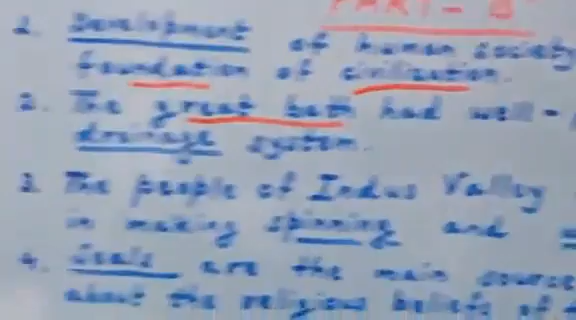 PART - B
1. Development of human society
foundation of civilization.
2. The great bath had well-
drainage system.
3. The people of Indus Valley
in making spinning and
4. Seals are the main source
about the religious beliefs of